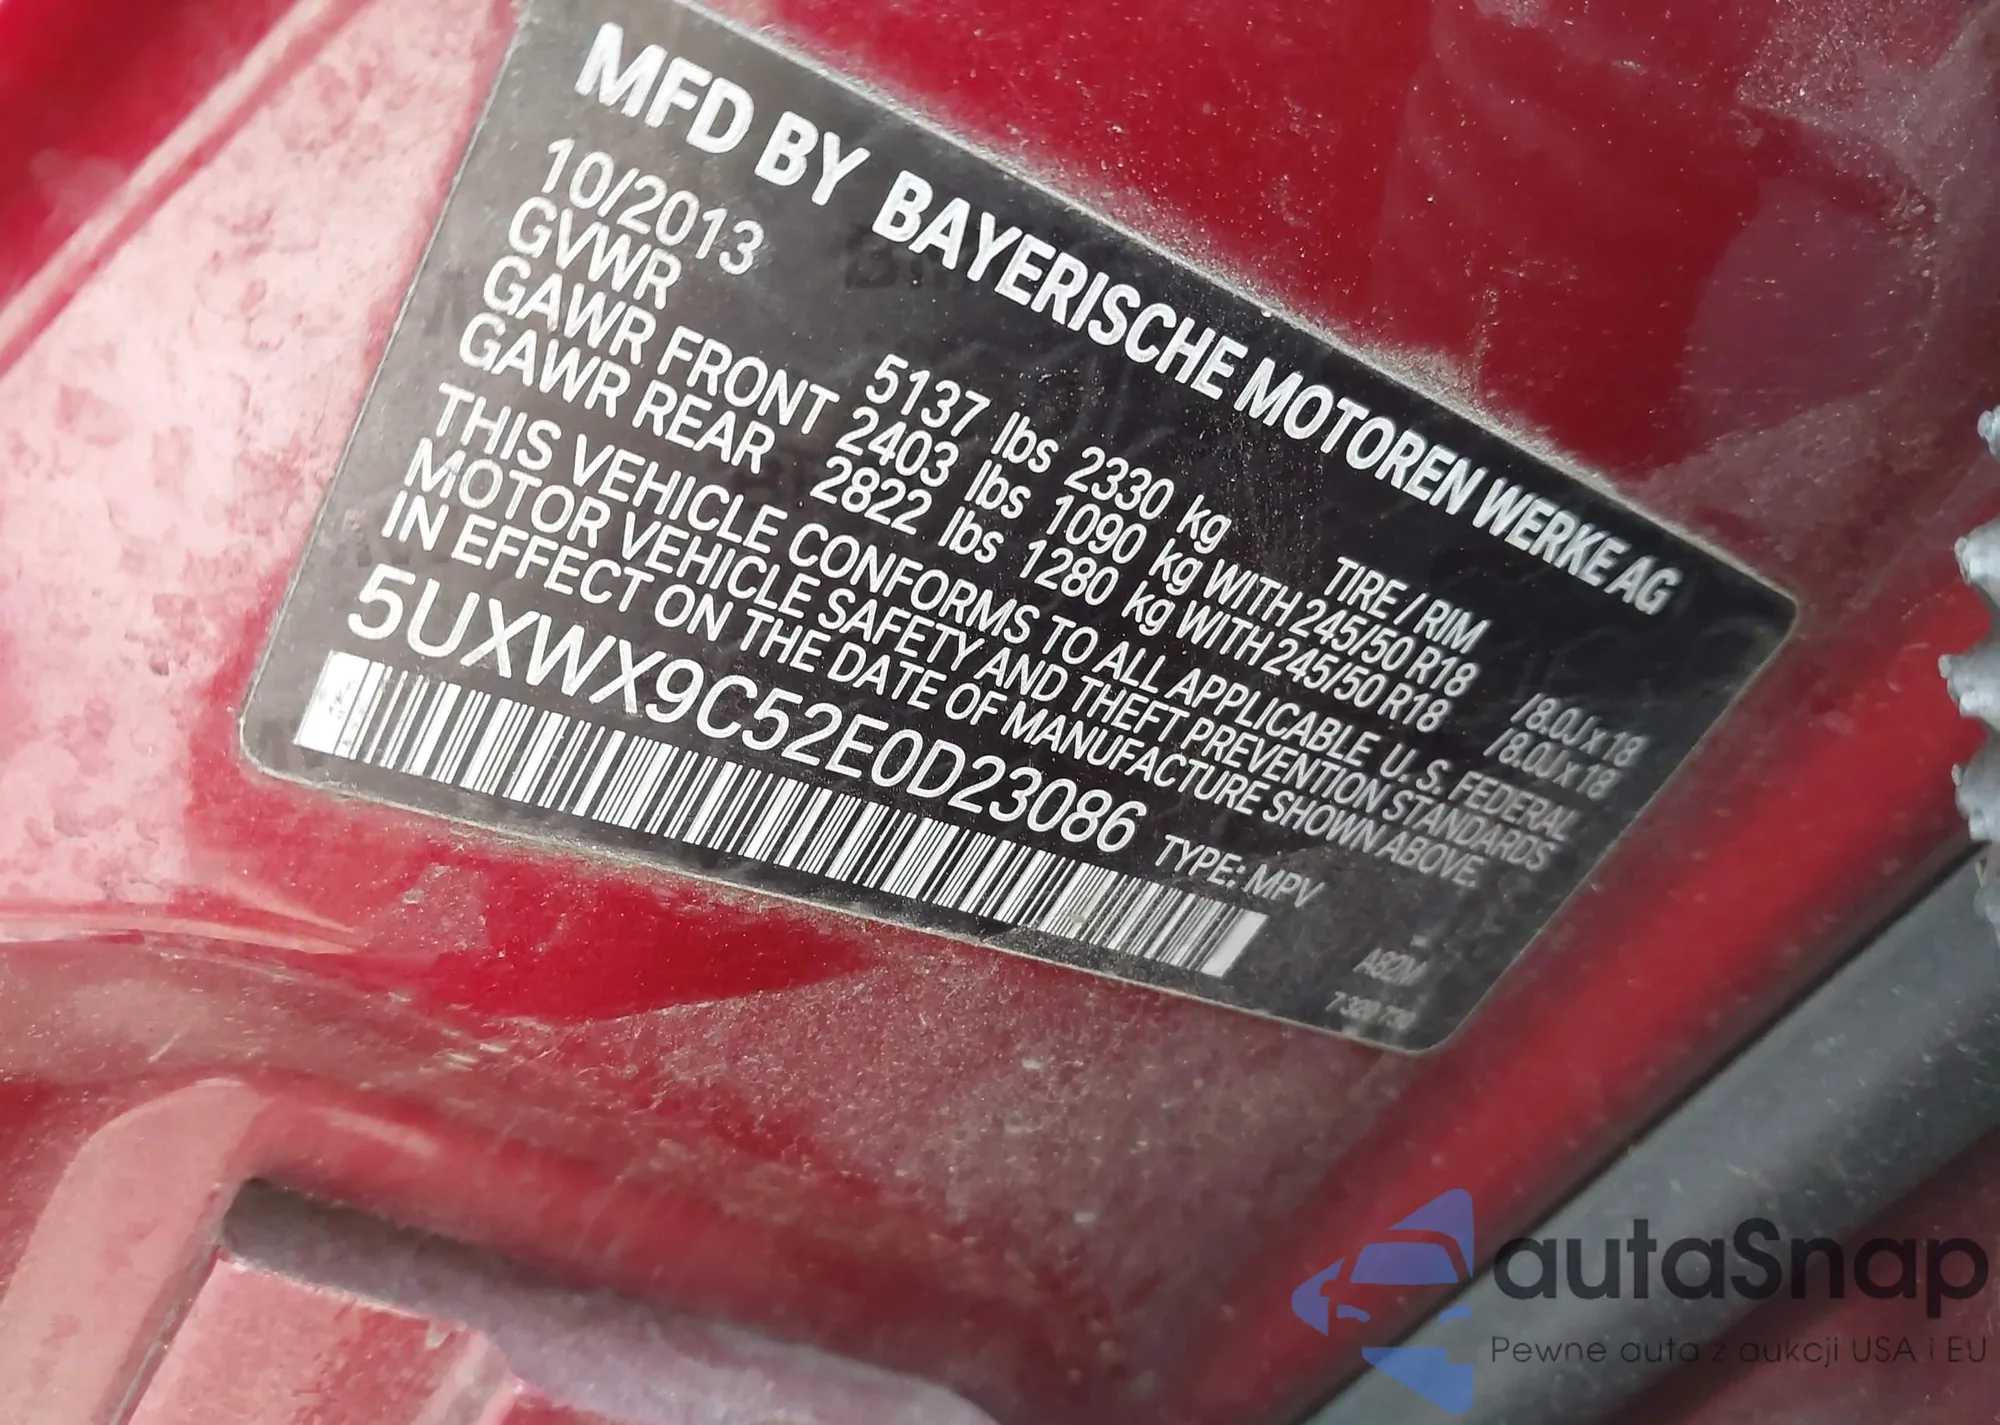 MFD BY BAYERISCHE MOTOREN WERKE AG
10/2013
GVWR 5137 lbs 2330 kg TIRE / RIM
GAWR FRONT 2403 lbs 1090 kg WITH 245/50 R18 /8.0J x 18
GAWR REAR 2822 lbs 1280 kg WITH 245/50 R18 /8.0J x 18
THIS VEHICLE CONFORMS TO ALL APPLICABLE U. S. FEDERAL
MOTOR VEHICLE SAFETY AND THEFT PREVENTION STANDARDS
IN EFFECT ON THE DATE OF MANUFACTURE SHOWN ABOVE.
5UXWX9C52E0D23086 TYPE: MPV
A82M
autaSnap
Pewne auta z aukcji USA i EU